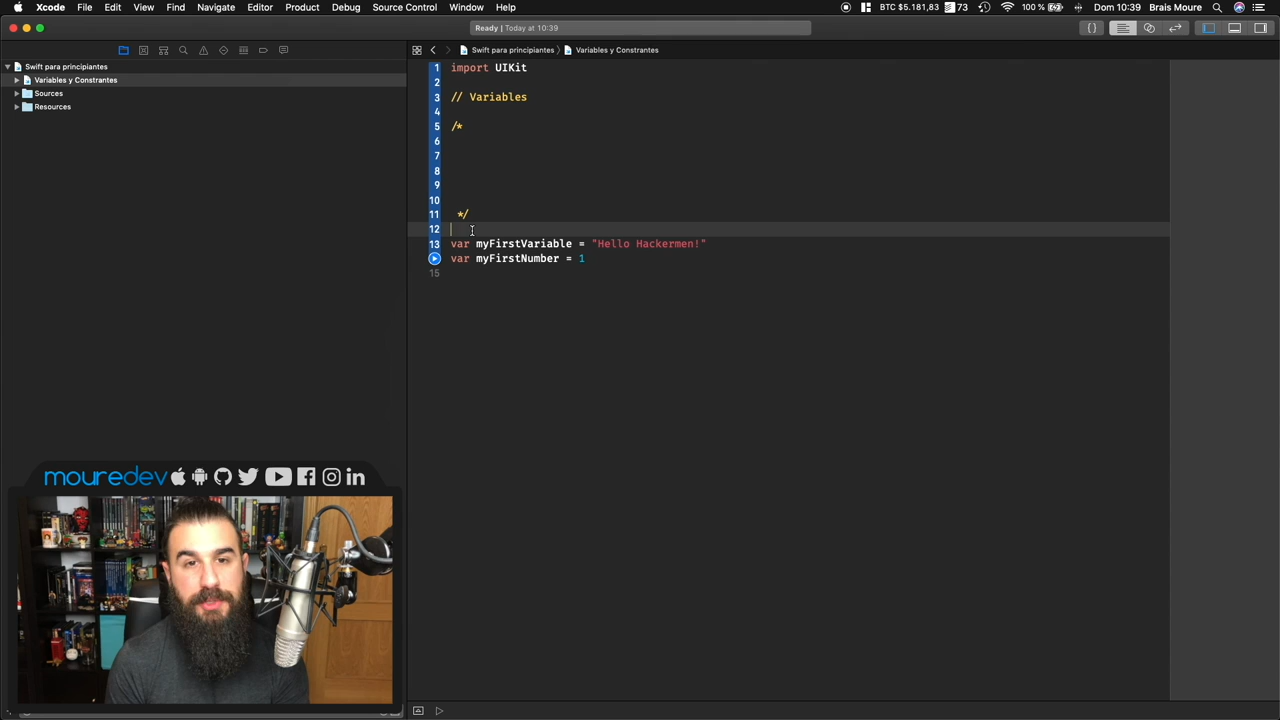 Xcode File Edit View Find Navigate Editor Product Debug Source Control Window Help BTC $5.181,83 73 100 % Dom 10:39 Brais Moure
Ready | Today at 10:39
{}
Swift para principiantes Variables y Constantes
Swift para principiantes
Variables y Constrantes
Sources
Resources
1 import UIKit
2
3 // Variables
4
5 /*
6
7
8
9
10
11 */
12
13 var myFirstVariable = "Hello Hackermen!"
var myFirstNumber = 1
15
mouredev